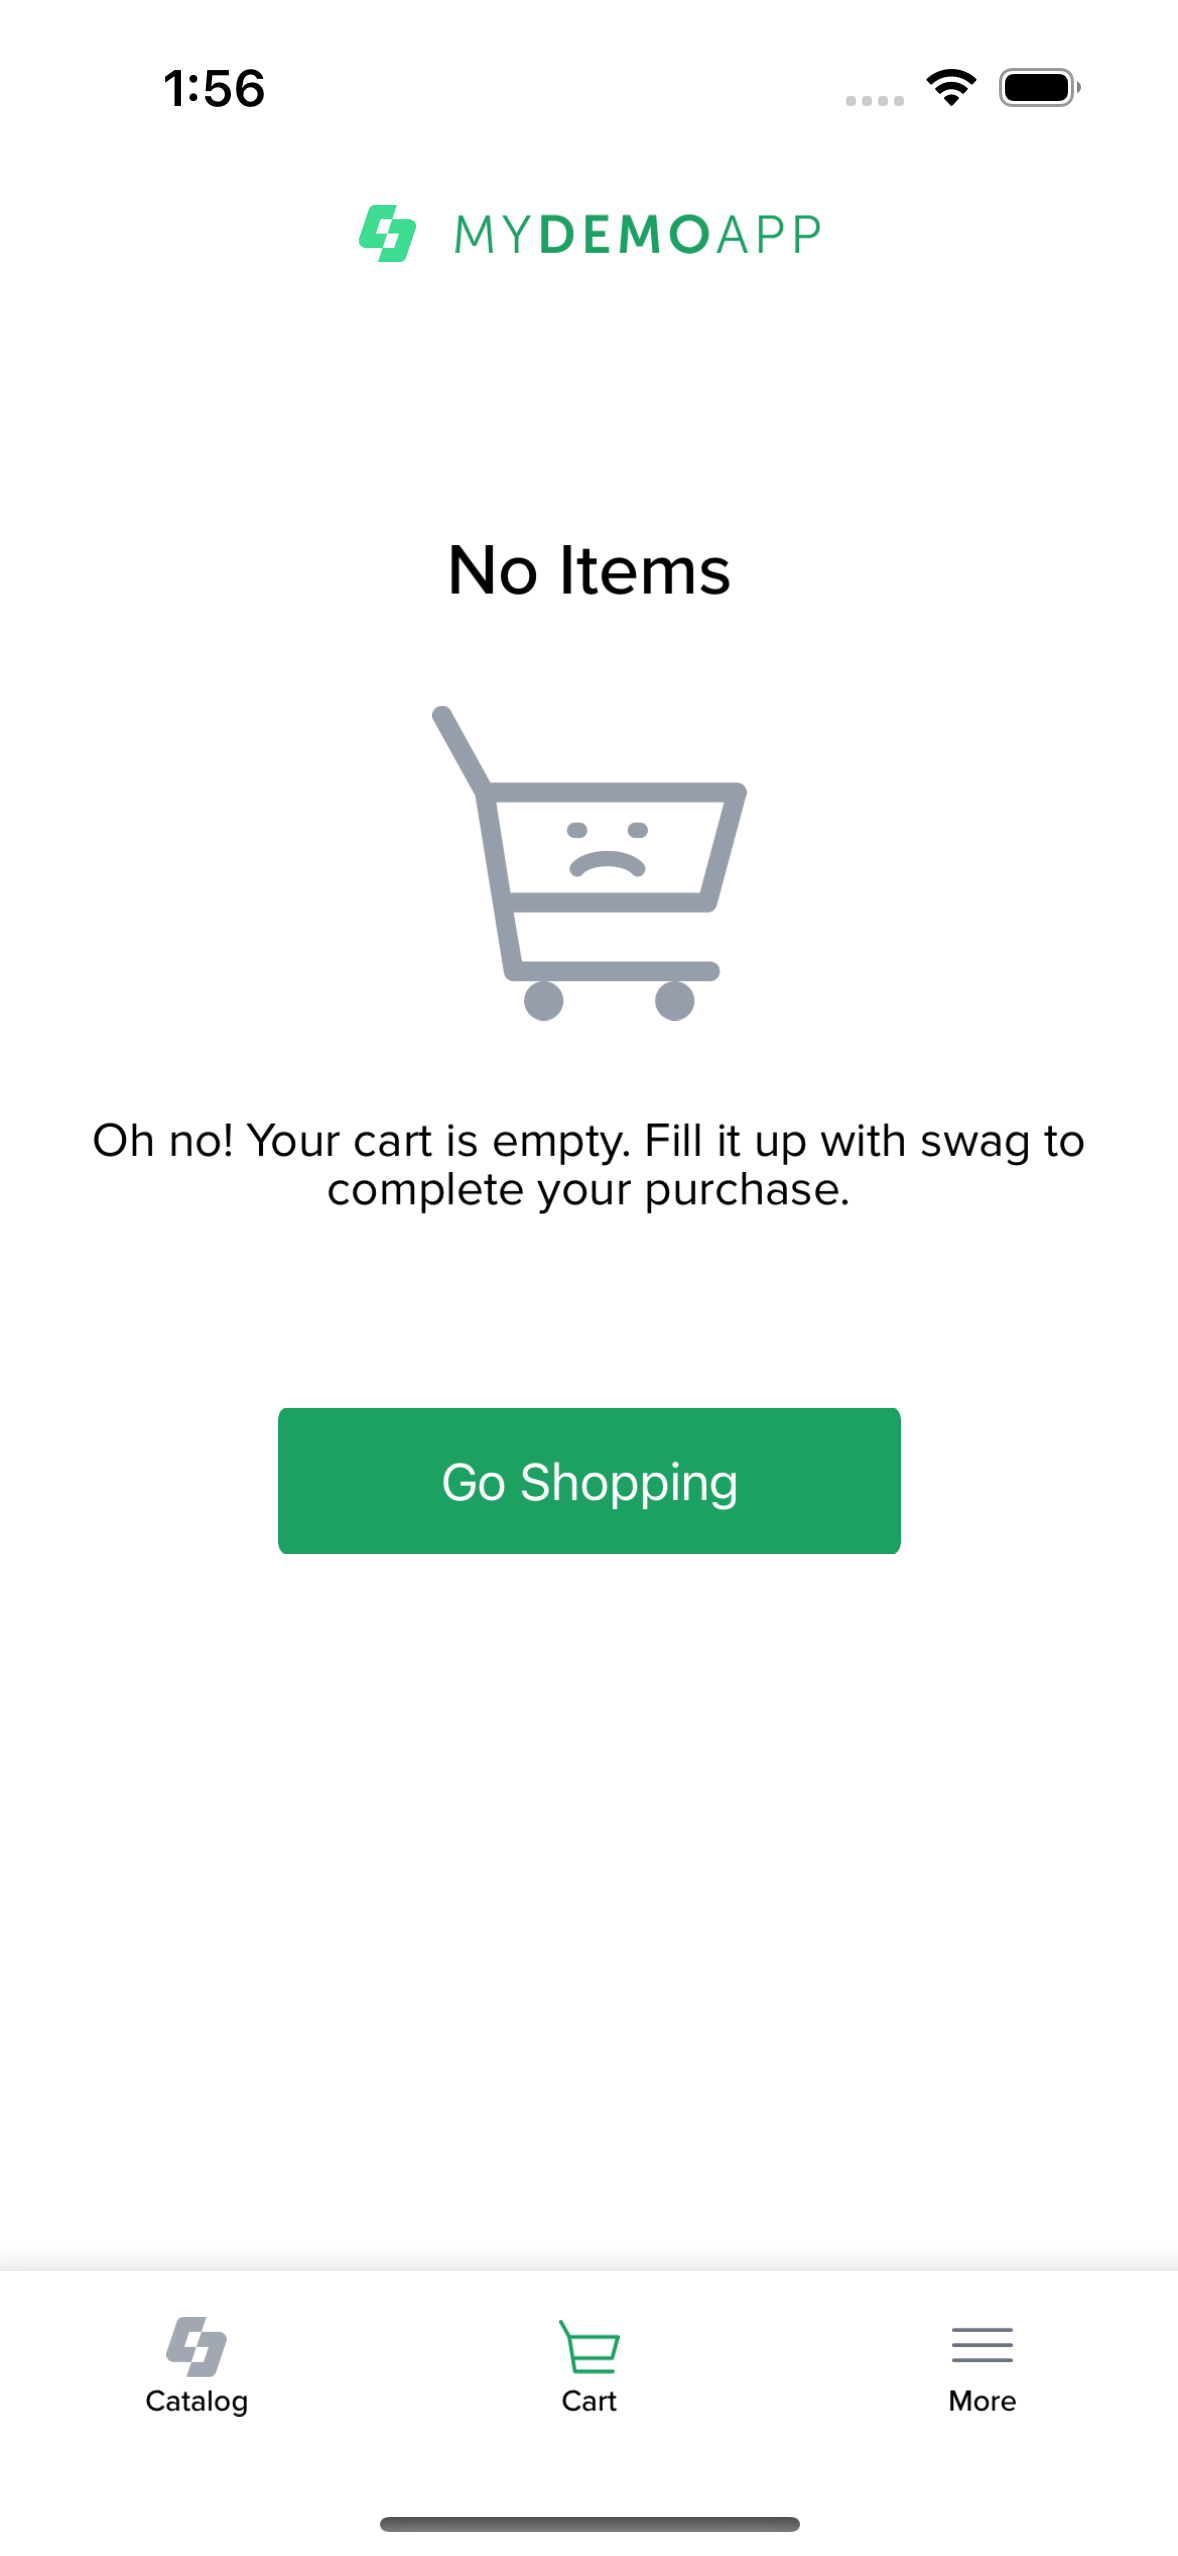 1:56
MYDEMOAPP
No Items
Oh no! Your cart is empty. Fill it up with swag to
complete your purchase.
Go Shopping
Catalog
Cart
More